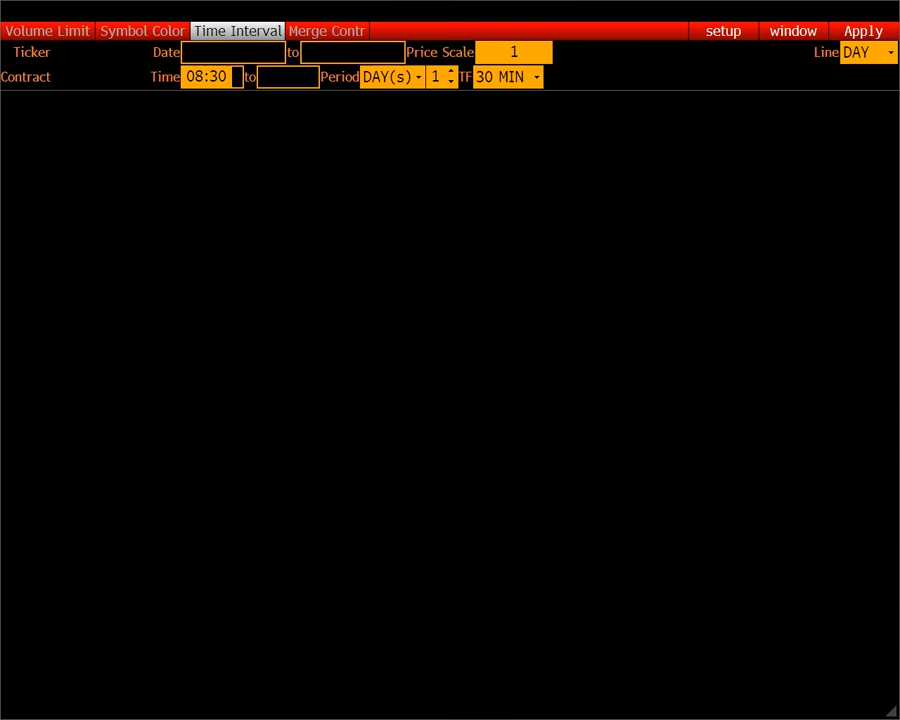 Volume Limit Symbol Color Time Interval Merge Contr setup window Apply
Ticker Date to Price Scale 1 Line DAY
Contract Time 08:30 to Period DAY(s) 1 TF 30 MIN